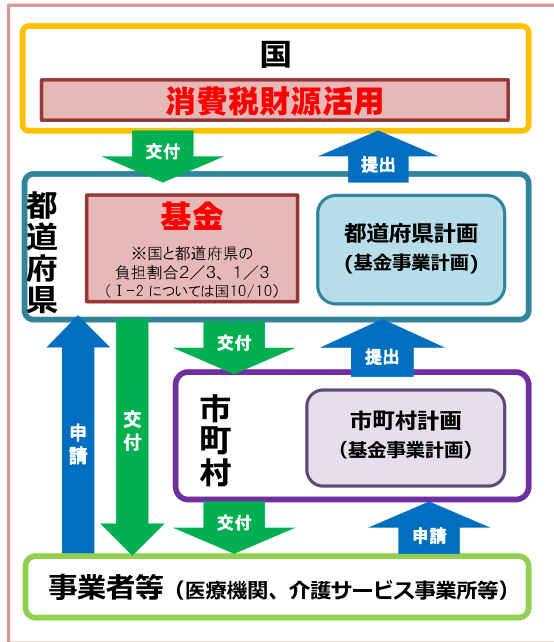 国
消費税財源活用
交付
提出
都道府県
基金
※国と都道府県の
負担割合2/3、1/3
(Ⅰ-2 については国10/10)
都道府県計画
(基金事業計画)
申請
交付
交付
提出
市町村
市町村計画
(基金事業計画)
交付
申請
事業者等(医療機関、介護サービス事業所等)